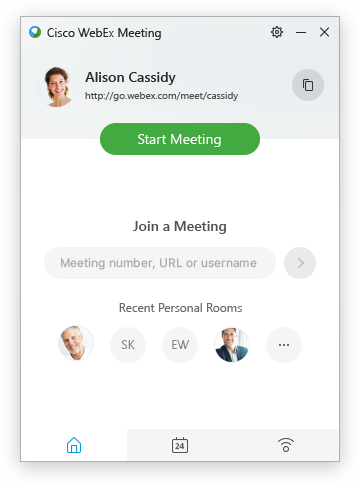 Cisco WebEx Meeting
Alison Cassidy
http://go.webex.com/meet/cassidy
Start Meeting
Join a Meeting
Meeting number, URL or username
Recent Personal Rooms
SK
EW
24